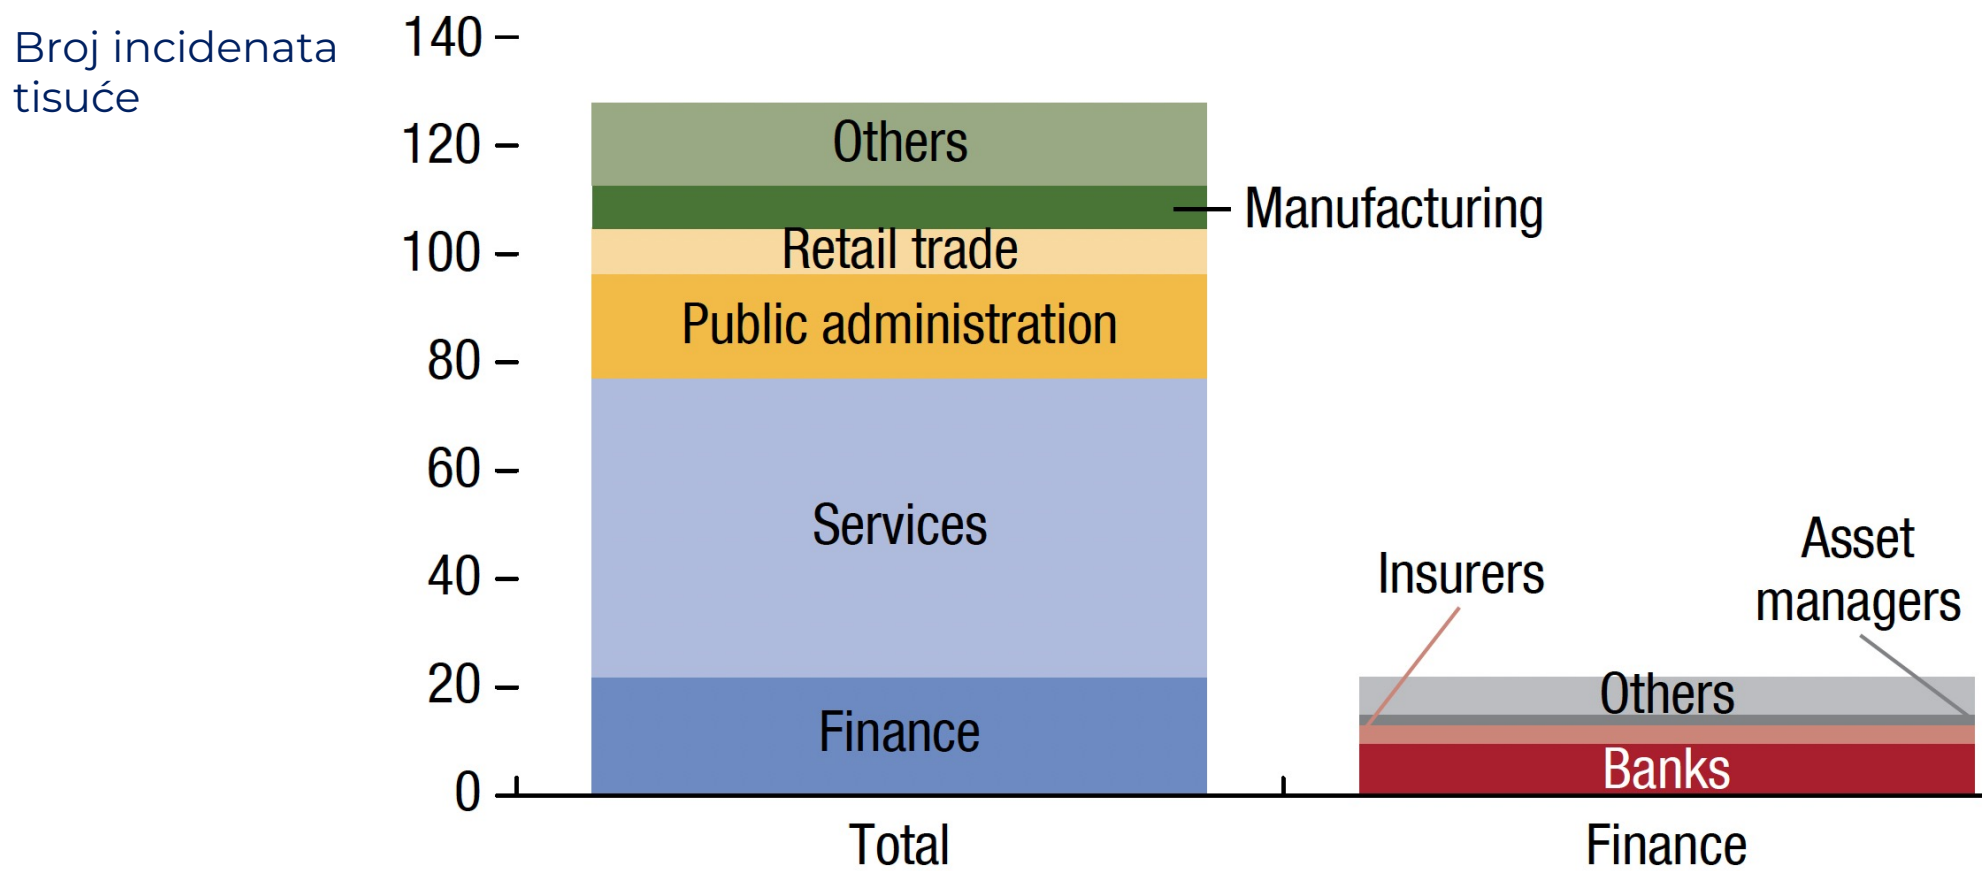 Broj incidenata
tisuće
140
120
100
80
60
40
20
0
Others
Manufacturing
Retail trade
Public administration
Services
Finance
Insurers
Asset
managers
Others
Banks
Total
Finance